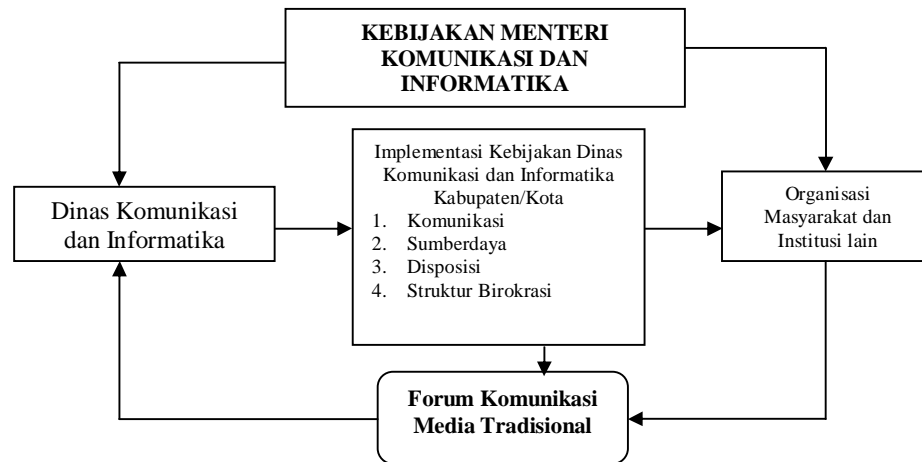 KEBIJAKAN MENTERI
KOMUNIKASI DAN
INFORMATIKA
Dinas Komunikasi
dan Informatika
Implementasi Kebijakan Dinas
Komunikasi dan Informatika
Kabupaten/Kota
1. Komunikasi
2. Sumberdaya
3. Disposisi
4. Struktur Birokrasi
Organisasi
Masyarakat dan
Institusi lain
Forum Komunikasi
Media Tradisional